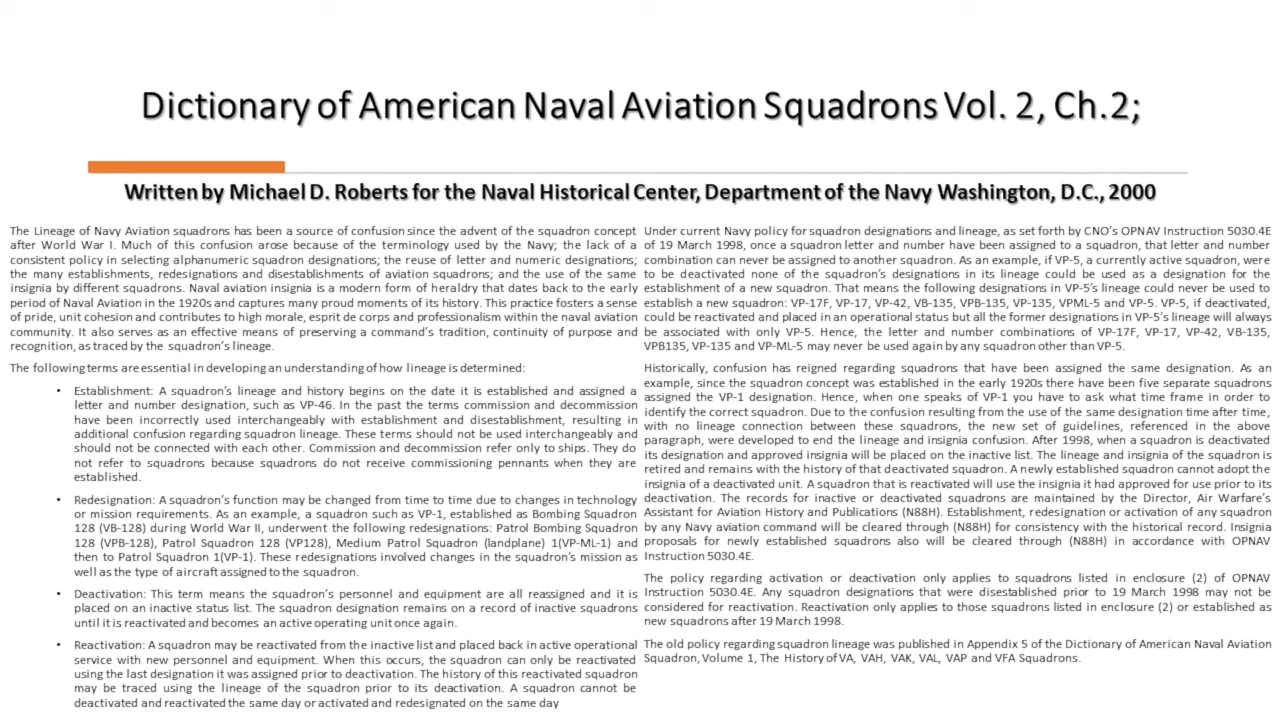 Dictionary of American Naval Aviation Squadrons Vol. 2, Ch.2;
Written by Michael D. Roberts for the Naval Historical Center, Department of the Navy Washington, D.C., 2000
The Lineage of Navy Aviation squadrons has been a source of confusion since the advent of the squadron concept
after World War I. Much of this confusion arose because of the terminology used by the Navy; the lack of a
consistent policy in selecting alphanumeric squadron designations; the reuse of letter and numeric designations;
the many establishments, redesignations and disestablishments of aviation squadrons; and the use of the same
insignia by different squadrons. Naval aviation insignia is a modern form of heraldry that dates back to the early
period of Naval Aviation in the 1920s and captures many proud moments of its history. This practice fosters a sense
of pride, unit cohesion and contributes to high morale, esprit de corps and professionalism within the naval aviation
community. It also serves as an effective means of preserving a command's tradition, continuity of purpose and
recognition, as traced by the squadron's lineage.
The following terms are essential in developing an understanding of how lineage is determined:
• Establishment: A squadron's lineage and history begins on the date it is established and assigned a
letter and number designation, such as VP-46. In the past the terms commission and decommission
have been incorrectly used interchangeably with establishment and disestablishment, resulting in
additional confusion regarding squadron lineage. These terms should not be used interchangeably and
should not be connected with each other. Commission and decommission refer only to ships. They do
not refer to squadrons because squadrons do not receive commissioning pennants when they are
established.
• Redesignation: A squadron's function may be changed from time to time due to changes in technology
or mission requirements. As an example, a squadron such as VP-1, established as Bombing Squadron
128 (VB-128) during World War II, underwent the following redesignations: Patrol Bombing Squadron
128 (VPB-128), Patrol Squadron 128 (VP128), Medium Patrol Squadron (landplane) 1(VP-ML-1) and
then to Patrol Squadron 1(VP-1). These redesignations involved changes in the squadron's mission as
well as the type of aircraft assigned to the squadron.
• Deactivation: This term means the squadron's personnel and equipment are all reassigned and it is
placed on an inactive status list. The squadron designation remains on a record of inactive squadrons
until it is reactivated and becomes an active operating unit once again.
• Reactivation: A squadron may be reactivated from the inactive list and placed back in active operational
service with new personnel and equipment. When this occurs, the squadron can only be reactivated
using the last designation it was assigned prior to deactivation. The history of this reactivated squadron
may be traced using the lineage of the squadron prior to its deactivation. A squadron cannot be
deactivated and reactivated the same day or activated and redesignated on the same day
Under current Navy policy for squadron designations and lineage, as set forth by CNO's OPNAV Instruction 5030.4E
of 19 March 1998, once a squadron letter and number have been assigned to a squadron, that letter and number
combination can never be assigned to another squadron. As an example, if VP-5, a currently active squadron, were
to be deactivated none of the squadron's designations in its lineage could be used as a designation for the
establishment of a new squadron. That means the following designations in VP-5's lineage could never be used to
establish a new squadron: VP-17F, VP-17, VP-42, VB-135, VPB-135, VP-135, VPML-5 and VP-5. VP-5, if deactivated,
could be reactivated and placed in an operational status but all the former designations in VP-5's lineage will always
be associated with only VP-5. Hence, the letter and number combinations of VP-17F, VP-17, VP-42, VB-135,
VPB135, VP-135 and VP-ML-5 may never be used again by any squadron other than VP-5.
Historically, confusion has reigned regarding squadrons that have been assigned the same designation. As an
example, since the squadron concept was established in the early 1920s there have been five separate squadrons
assigned the VP-1 designation. Hence, when one speaks of VP-1 you have to ask what time frame in order to
identify the correct squadron. Due to the confusion resulting from the use of the same designation time after time,
with no lineage connection between these squadrons, the new set of guidelines, referenced in the above
paragraph, were developed to end the lineage and insignia confusion. After 1998, when a squadron is deactivated
its designation and approved insignia will be placed on the inactive list. The lineage and insignia of the squadron is
retired and remains with the history of that deactivated squadron. A newly established squadron cannot adopt the
insignia of a deactivated unit. A squadron that is reactivated will use the insignia it had approved for use prior to its
deactivation. The records for inactive or deactivated squadrons are maintained by the Director, Air Warfare's
Assistant for Aviation History and Publications (N88H). Establishment, redesignation or activation of any squadron
by any Navy aviation command will be cleared through (N88H) for consistency with the historical record. Insignia
proposals for newly established squadrons also will be cleared through (N88H) in accordance with OPNAV
Instruction 5030.4E.
The policy regarding activation or deactivation only applies to squadrons listed in enclosure (2) of OPNAV
Instruction 5030.4E. Any squadron designations that were disestablished prior to 19 March 1998 may not be
considered for reactivation. Reactivation only applies to those squadrons listed in enclosure (2) or established as
new squadrons after 19 March 1998.
The old policy regarding squadron lineage was published in Appendix 5 of the Dictionary of American Naval Aviation
Squadron, Volume 1, The History of VA, VAH, VAK, VAL, VAP and VFA Squadrons.